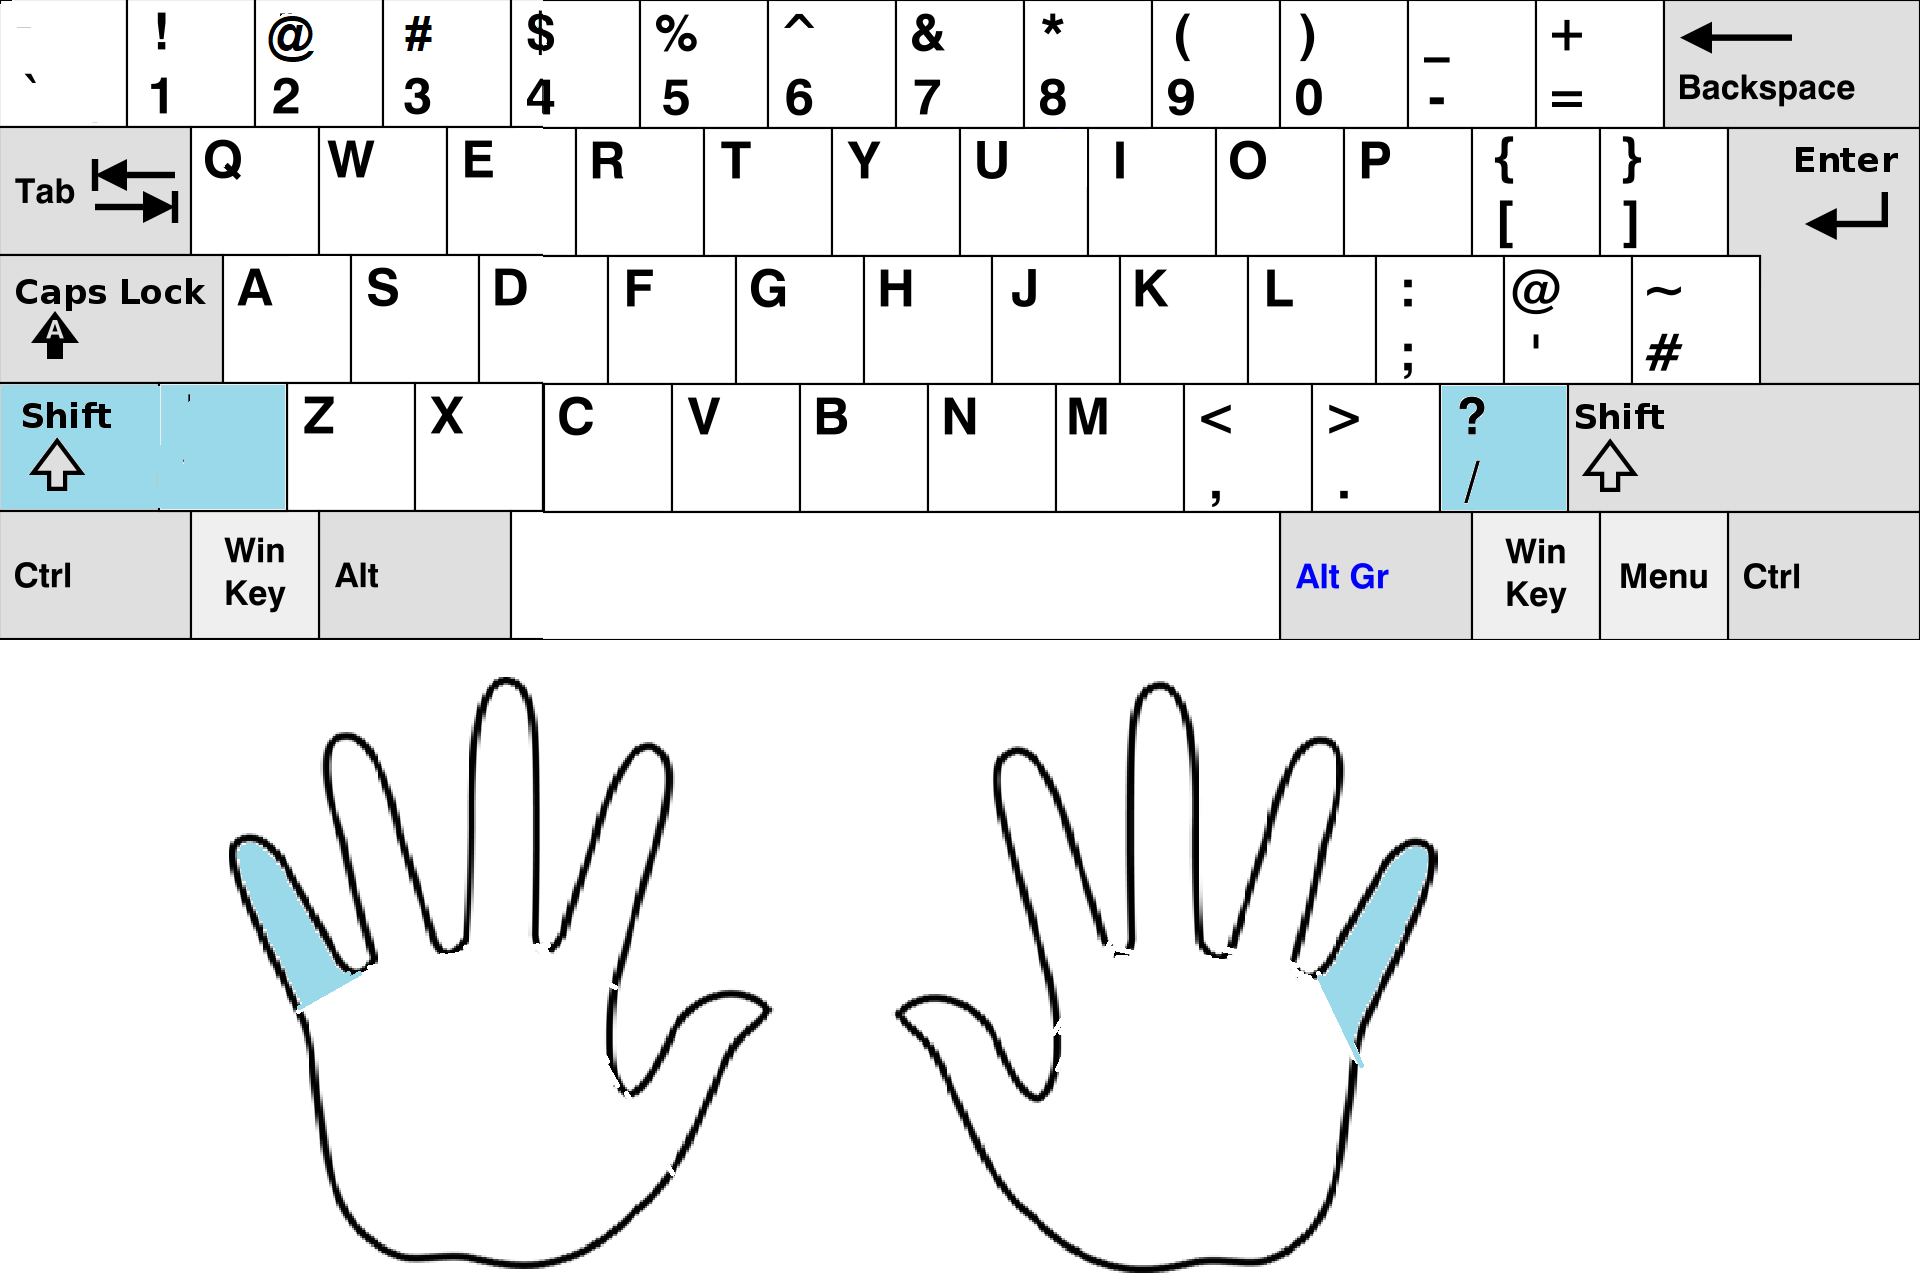 ! @ # $ % ^ & * ( ) _ +
` 1 2 3 4 5 6 7 8 9 0 - = Backspace
Tab Q W E R T Y U I O P { } Enter
[ ]
Caps Lock A S D F G H J K L : @ ~
A ; ' #
Shift Z X C V B N M < > ? Shift
, . /
Ctrl Win Key Alt Alt Gr Win Key Menu Ctrl